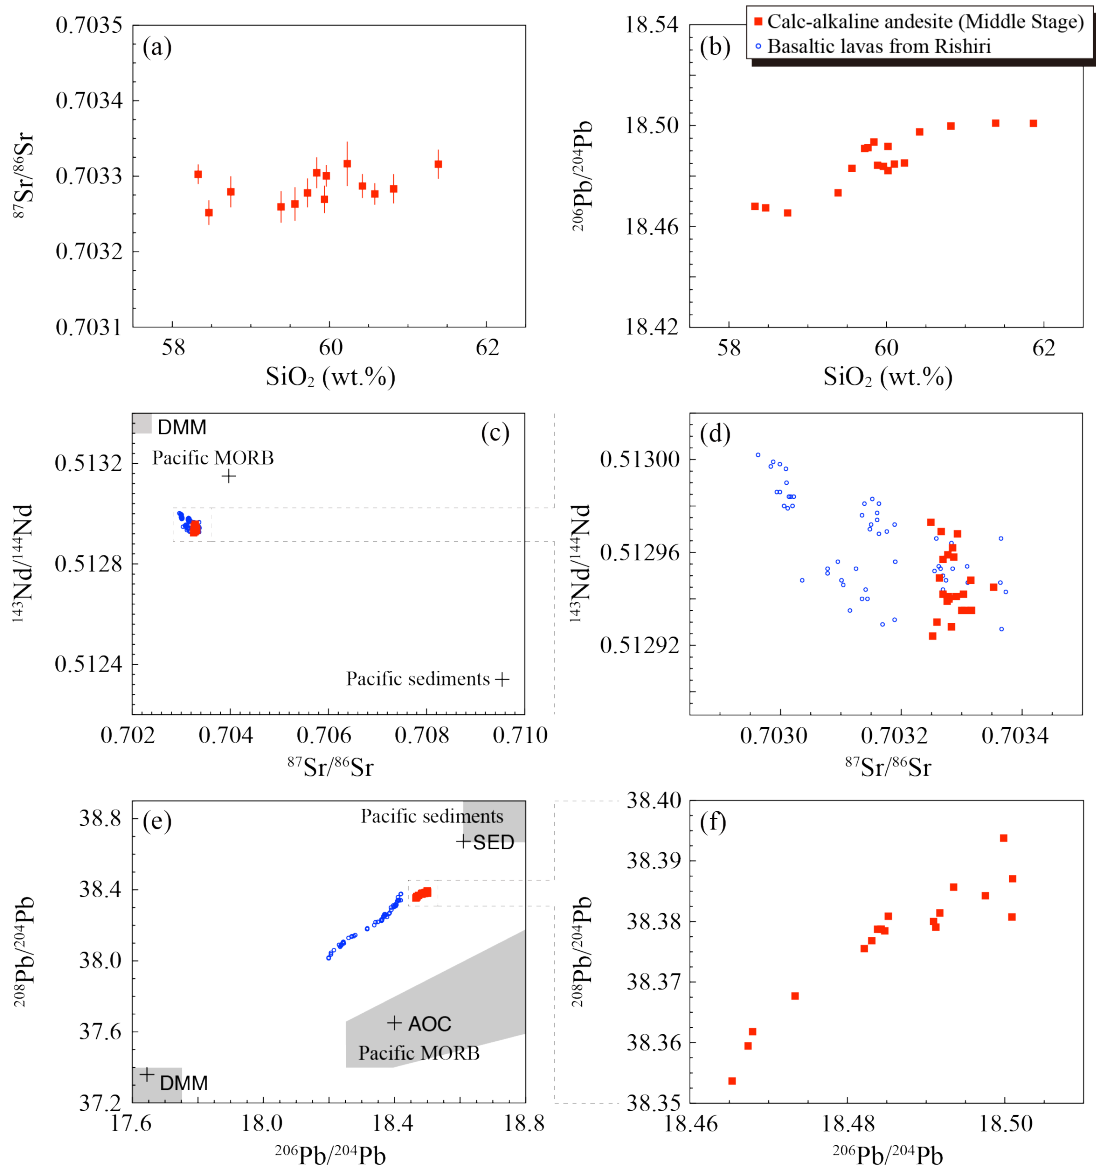 Calc-alkaline andesite (Middle Stage)
Basaltic lavas from Rishiri
(a)
0.7035
0.7034
0.7033
0.7032
0.7031
87Sr/86Sr
58 60 62
SiO2 (wt.%)
(b)
18.54
18.50
18.46
18.42
206Pb/204Pb
58 60 62
SiO2 (wt.%)
(c)
DMM
Pacific MORB
Pacific sediments
0.5132
0.5128
0.5124
143Nd/144Nd
0.702 0.704 0.706 0.708 0.710
87Sr/86Sr
(d)
0.51300
0.51296
0.51292
143Nd/144Nd
0.7030 0.7032 0.7034
87Sr/86Sr
(e)
Pacific sediments
SED
AOC
Pacific MORB
DMM
38.8
38.4
38.0
37.6
37.2
208Pb/204Pb
17.6 18.0 18.4 18.8
206Pb/204Pb
(f)
38.40
38.39
38.38
38.37
38.36
38.35
208Pb/204Pb
18.46 18.48 18.50
206Pb/204Pb